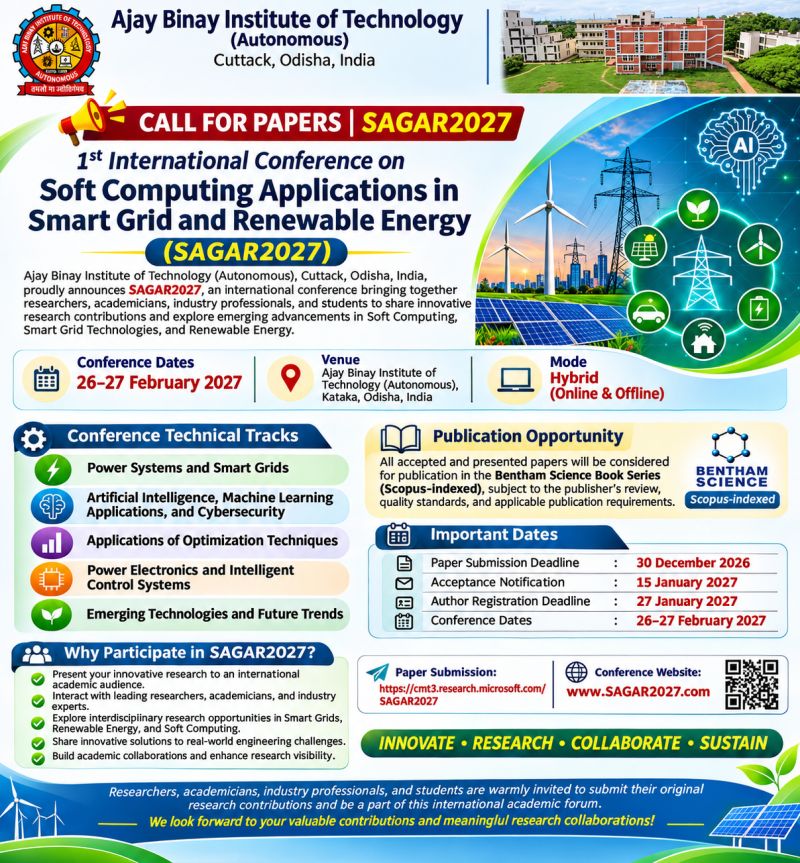 AJAY BINAY INSTITUTE OF TECHNOLOGY
AUTONOMOUS
तमसो मा ज्योतिर्गमय
Ajay Binay Institute of Technology
(Autonomous)
Cuttack, Odisha, India
CALL FOR PAPERS | SAGAR2027
1st International Conference on
Soft Computing Applications in
Smart Grid and Renewable Energy
(SAGAR2027)
AI
Ajay Binay Institute of Technology (Autonomous), Cuttack, Odisha, India,
proudly announces SAGAR2027, an international conference bringing together
researchers, academicians, industry professionals, and students to share innovative
research contributions and explore emerging advancements in Soft Computing,
Smart Grid Technologies, and Renewable Energy.
Conference Dates
26–27 February 2027
Venue
Ajay Binay Institute of
Technology (Autonomous),
Kataka, Odisha, India
Mode
Hybrid
(Online & Offline)
Conference Technical Tracks
Power Systems and Smart Grids
Artificial Intelligence, Machine Learning
Applications, and Cybersecurity
Applications of Optimization Techniques
Power Electronics and Intelligent
Control Systems
Emerging Technologies and Future Trends
Publication Opportunity
All accepted and presented papers will be considered
for publication in the Bentham Science Book Series
(Scopus-indexed), subject to the publisher's review,
quality standards, and applicable publication requirements.
BENTHAM
SCIENCE
Scopus-indexed
Important Dates
Paper Submission Deadline : 30 December 2026
Acceptance Notification : 15 January 2027
Author Registration Deadline : 27 January 2027
Conference Dates : 26–27 February 2027
Why Participate in SAGAR2027?
Present your innovative research to an international
academic audience.
Interact with leading researchers, academicians, and industry
experts.
Explore interdisciplinary research opportunities in Smart Grids,
Renewable Energy, and Soft Computing.
Share innovative solutions to real-world engineering challenges.
Build academic collaborations and enhance research visibility.
Paper Submission:
https://cmt3.research.microsoft.com/
SAGAR2027
Conference Website:
www.SAGAR2027.com
INNOVATE • RESEARCH • COLLABORATE • SUSTAIN
Researchers, academicians, industry professionals, and students are warmly invited to submit their original
research contributions and be a part of this international academic forum.
We look forward to your valuable contributions and meaningful research collaborations!